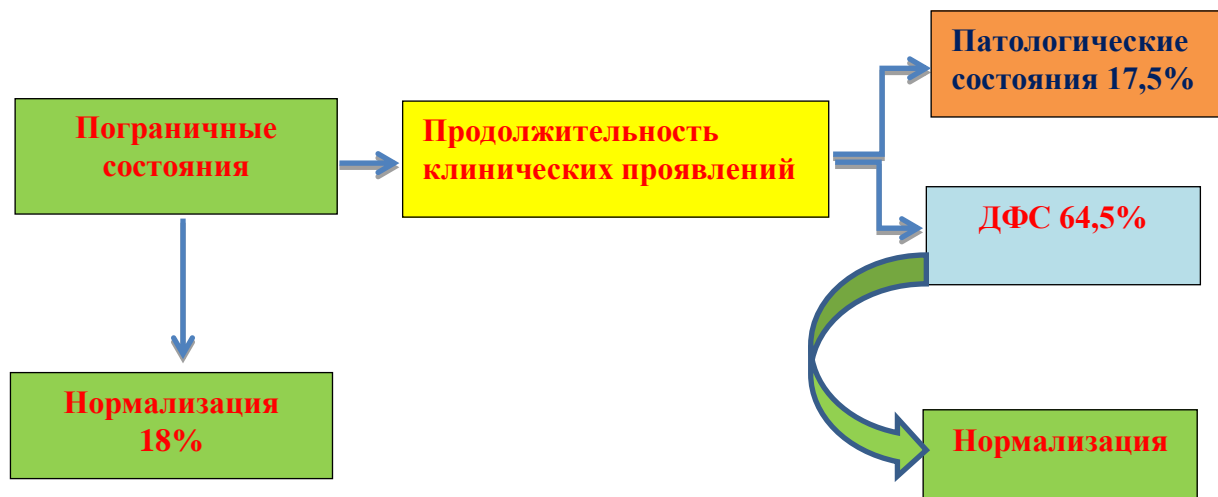 Патологические
состояния 17,5%
Пограничные
состояния
Продолжительность
клинических проявлений
ДФС 64,5%
Нормализация
18%
Нормализация